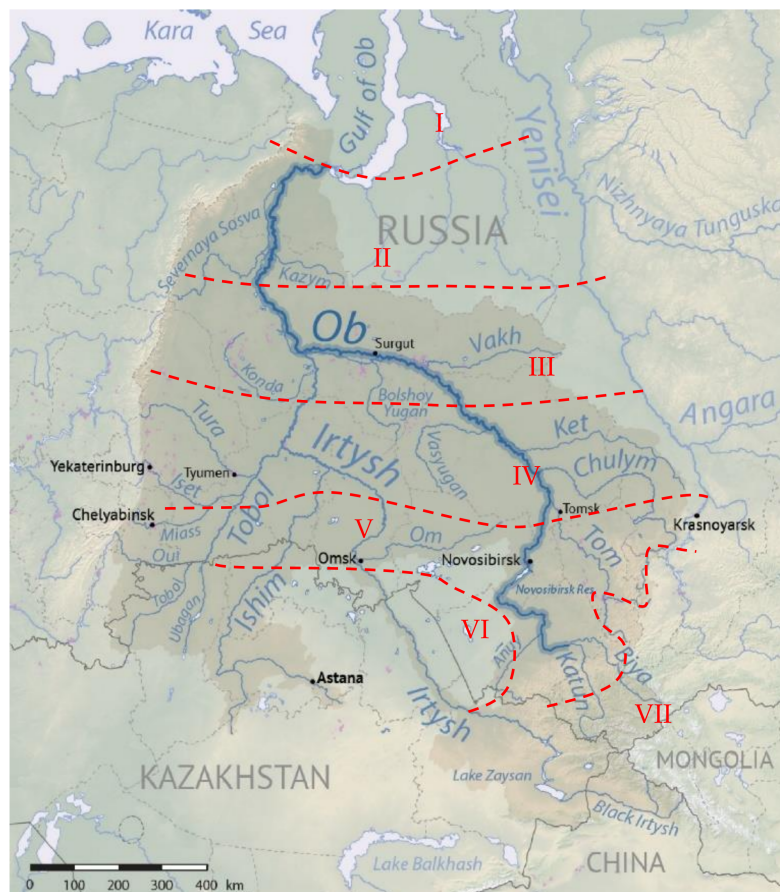 Kara Sea
Gulf of Ob
I
Yenisei
Nizhnyaya Tunguska
RUSSIA
Severnaya Sosva
II
Kazym
Ob
Surgut
Vakh
III
Konda
Bolshoy
Yugan
Angara
Tura
Irtysh
Ket
Vasyugan
Yekaterinburg
Tyumen
IV
Chulym
Iset
Chelyabinsk
Tobol
Tomsk
Krasnoyarsk
Miass
V
Om
Tom
Oui
Omsk
Novosibirsk
Tobol
Ubagan
Ishim
Novosibirsk Res.
VI
Anuy
Biya
Katun
Astana
Irtysh
VII
KAZAKHSTAN
MONGOLIA
Lake Zaysan
Black Irtysh
Lake Balkhash
CHINA
0 100 200 300 400 km